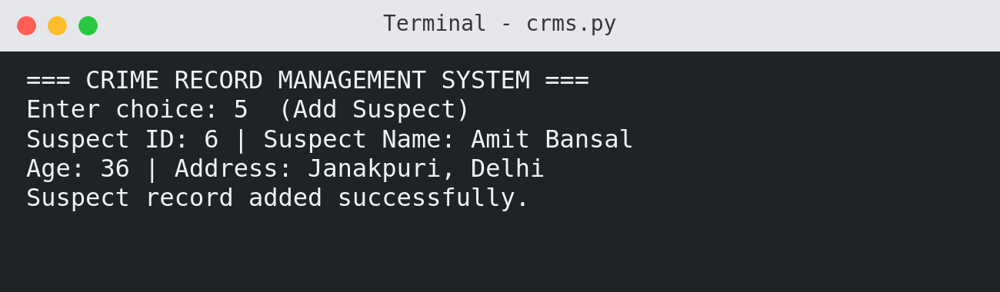 Terminal - crms.py
=== CRIME RECORD MANAGEMENT SYSTEM ===
Enter choice: 5  (Add Suspect)
Suspect ID: 6 | Suspect Name: Amit Bansal
Age: 36 | Address: Janakpuri, Delhi
Suspect record added successfully.